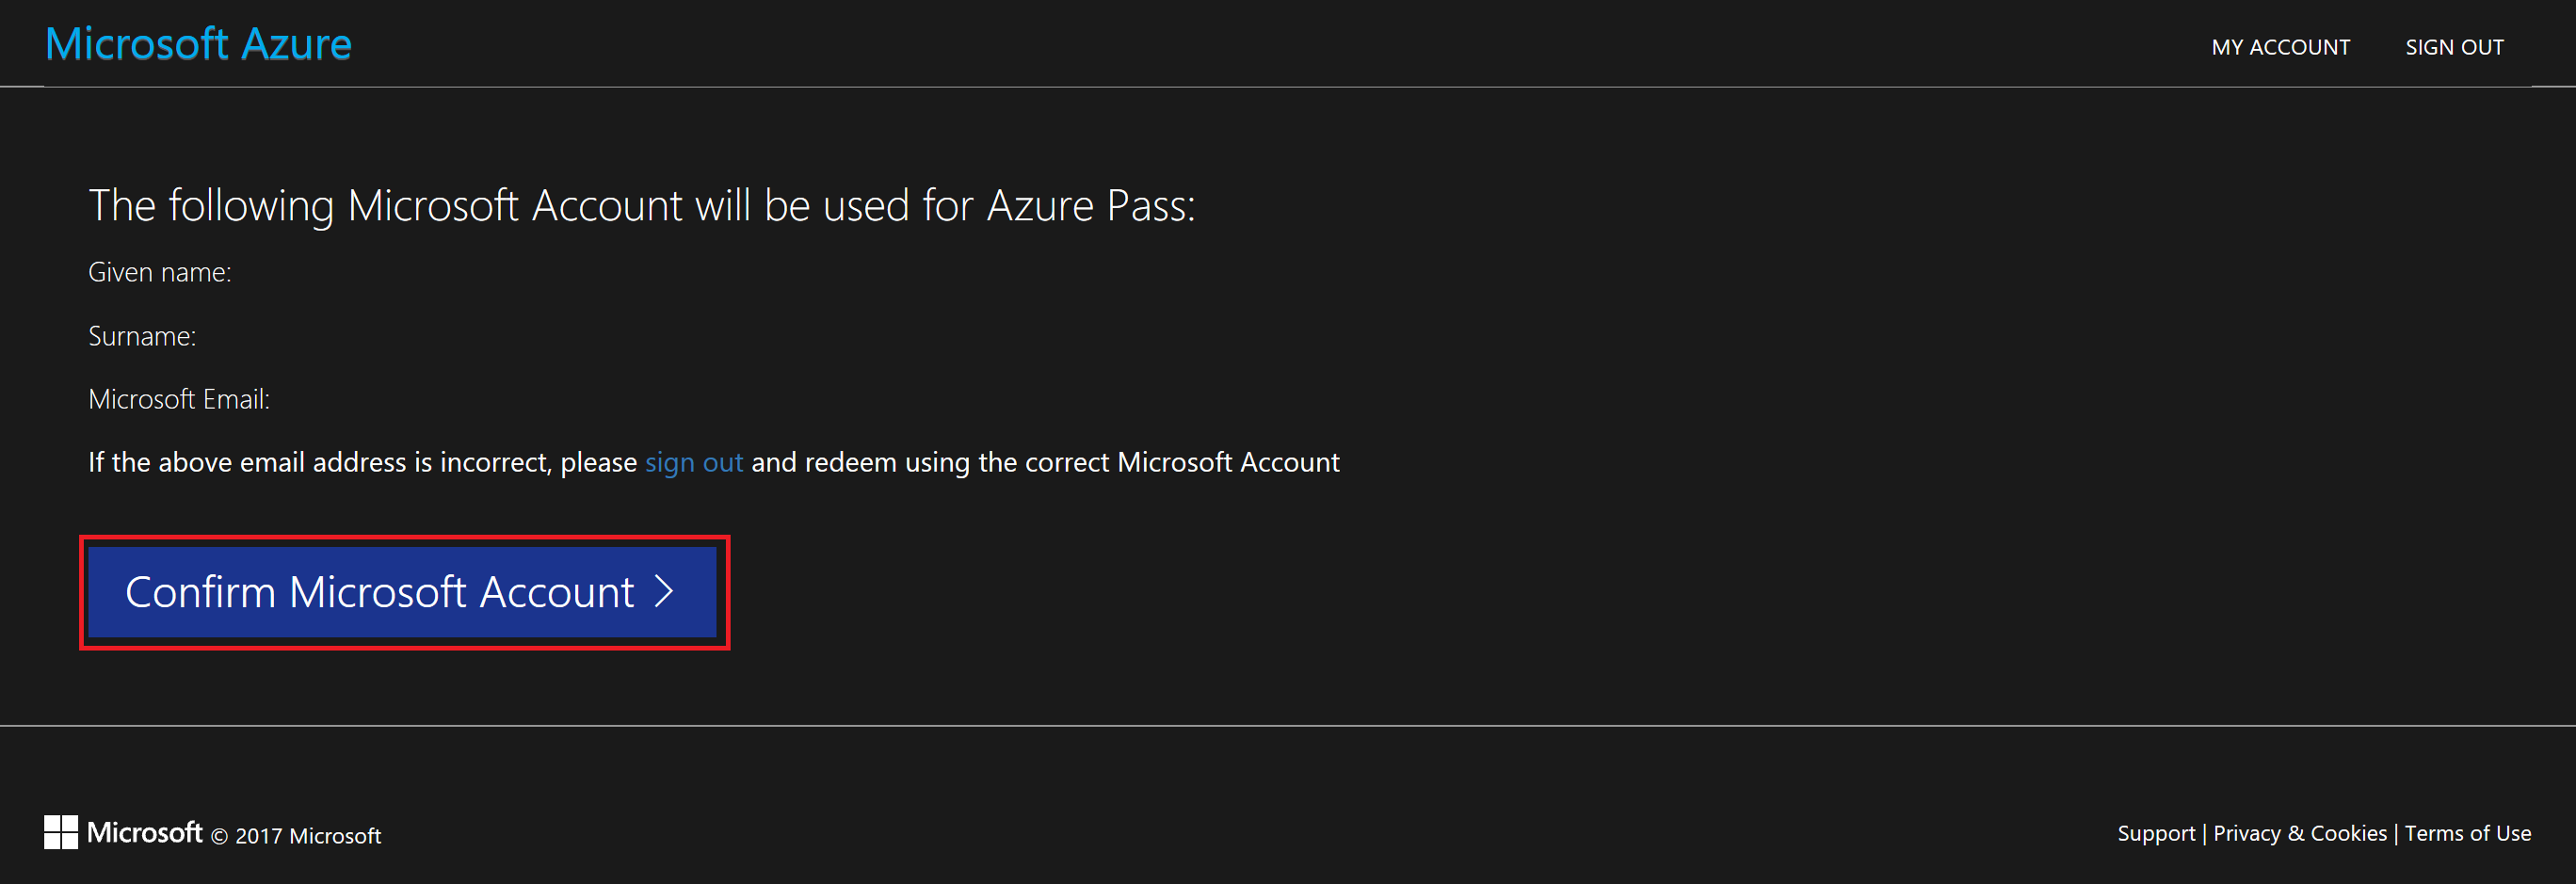 Microsoft Azure
MY ACCOUNT
SIGN OUT
The following Microsoft Account will be used for Azure Pass:
Given name:
Surname:
Microsoft Email:
If the above email address is incorrect, please sign out and redeem using the correct Microsoft Account
Confirm Microsoft Account >
Microsoft © 2017 Microsoft
Support | Privacy & Cookies | Terms of Use